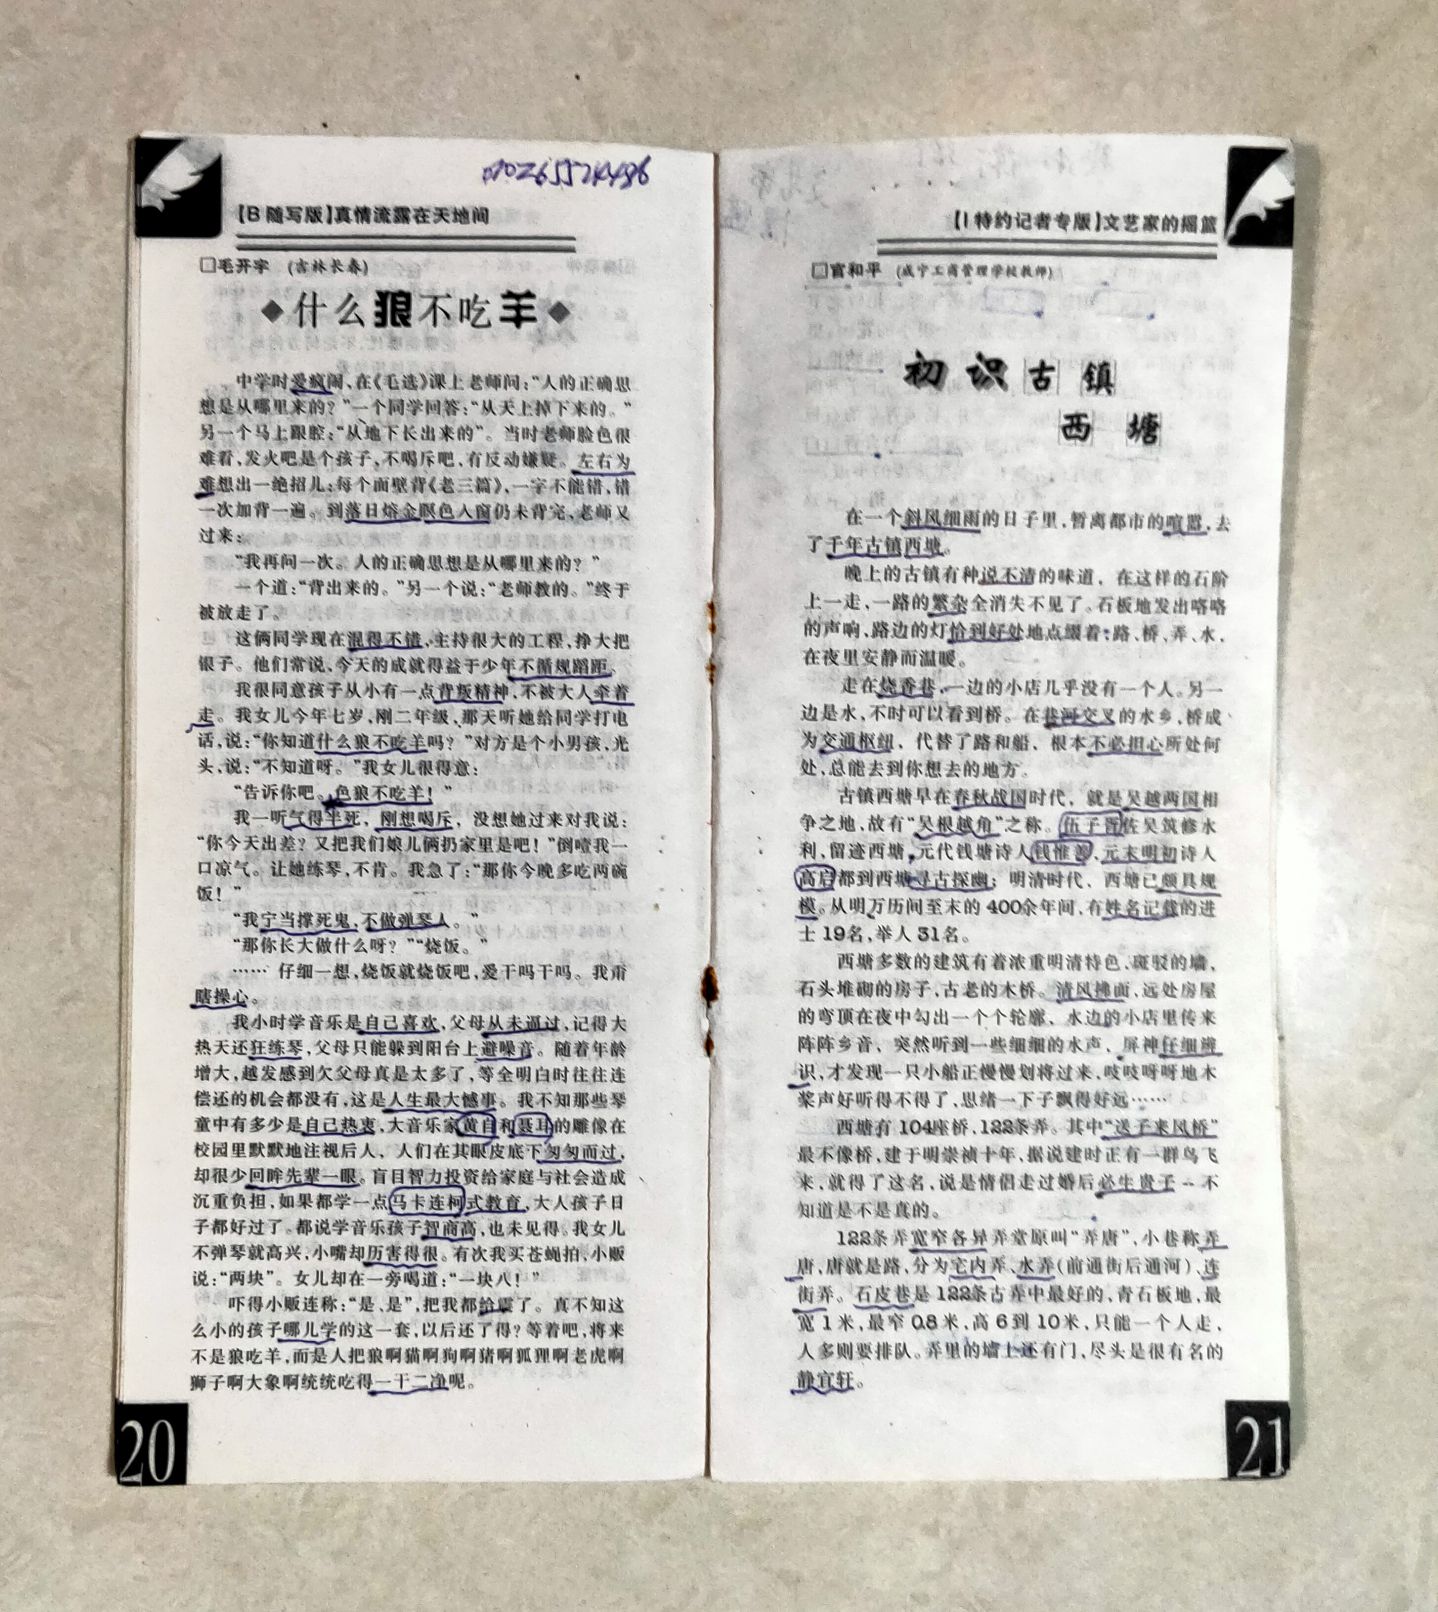 【B 随写版】真情流露在天地间
□毛开宇 (吉林长春)
◆什么狼不吃羊◆
中学时爱疯闹,在《毛选》课上老师问:“人的正确思
想是从哪里来的?”一个同学回答:“从天上掉下来的。”
另一个马上跟腔:“从地下长出来的”。当时老师脸色很
难看,发火吧是个孩子,不喝斥吧,有反动嫌疑。左右为
难想出一绝招儿:每个面壁背《老三篇》,一字不能错,错
一次加背一遍。到落日熔金暝色入窗仍未背完,老师又
过来:
“我再问一次。人的正确思想是从哪里来的?”
一个道:“背出来的。”另一个说:“老师教的。”终于
被放走了。
这俩同学现在混得不错,主持很大的工程,挣大把
银子。他们常说,今天的成就得益于少年不循规蹈距。
我很同意孩子从小有一点背叛精神,不被大人牵着
走。我女儿今年七岁,刚二年级,那天听她给同学打电
话,说:“你知道什么狼不吃羊吗?”对方是个小男孩,光
头,说:“不知道呀。”我女儿很得意:
“告诉你吧。色狼不吃羊!”
我一听气得半死,刚想喝斥,没想她过来对我说:
“你今天出差?又把我们娘儿俩扔家里是吧!”倒噎我一
口凉气。让她练琴,不肯。我急了:“那你今晚多吃两碗
饭!”
“我宁当撑死鬼,不做弹琴人。”
“那你长大做什么呀?”“烧饭。”
…… 仔细一想,烧饭就烧饭吧,爱干吗干吗。我甭
瞎操心。
我小时学音乐是自己喜欢,父母从未逼过,记得大
热天还狂练琴,父母只能躲到阳台上避噪音。随着年龄
增大,越发感到欠父母真是太多了,等全明白时往往连
偿还的机会都没有,这是人生最大憾事。我不知那些琴
童中有多少是自己热衷,大音乐家黄自和聂耳的雕像在
校园里默默地注视后人,人们在其眼皮底下匆匆而过,
却很少回眸先辈一眼。盲目智力投资给家庭与社会造成
沉重负担,如果都学一点马卡连柯式教育,大人孩子日
子都好过了。都说学音乐孩子智商高,也未见得。我女儿
不弹琴就高兴,小嘴却厉害得很。有次我买苍蝇拍,小贩
说:“两块”。女儿却在一旁喝道:“一块八!”
吓得小贩连称:“是、是”,把我都给震了。真不知这
么小的孩子哪儿学的这一套,以后还了得?等着吧,将来
不是狼吃羊,而是人把狼啊猫啊狗啊猪啊狐狸啊老虎啊
狮子啊大象啊统统吃得一干二净呢。
20
【I 特约记者专版】文艺家的摇篮
□官和平 (咸宁工商管理学校教师)
初识古镇
西塘
在一个斜风细雨的日子里,暂离都市的喧嚣,去
了千年古镇西塘。
晚上的古镇有种说不清的味道,在这样的石阶
上一走,一路的繁杂全消失不见了。石板地发出咯咯
的声响,路边的灯恰到好处地点缀着:路、桥、弄、水,
在夜里安静而温暖。
走在烧香巷,一边的小店几乎没有一个人。另一
边是水,不时可以看到桥。在巷河交叉的水乡,桥成
为交通枢纽,代替了路和船,根本不必担心所处何
处,总能去到你想去的地方。
古镇西塘早在春秋战国时代,就是吴越两国相
争之地,故有“吴根越角”之称。伍子胥佐吴筑修水
利,留迹西塘,元代钱塘诗人钱惟善,元末明初诗人
高启都到西塘寻古探幽;明清时代,西塘已颇具规
模。从明万历间至末的400余年间,有姓名记载的进
士19名,举人31名。
西塘多数的建筑有着浓重明清特色,斑驳的墙,
石头堆砌的房子,古老的木桥。清风拂面,远处房屋
的弯顶在夜中勾出一个个轮廓,水边的小店里传来
阵阵乡音,突然听到一些细细的水声,屏神仔细辨
识,才发现一只小船正慢慢划将过来,吱吱呀呀地木
桨声好听得不得了,思绪一下子飘得好远……
西塘有104座桥,122条弄。其中“送子来凤桥”
最不像桥,建于明崇祯十年,据说建时正有一群鸟飞
来,就得了这名,说是情侣走过婚后必生贵子--不
知道是不是真的。
122条弄宽窄各异弄堂原叫“弄唐”,小巷称弄
唐,唐就是路,分为宅内弄、水弄(前通街后通河)、连
街弄。石皮巷是122条古弄中最好的,青石板地,最
宽1米,最窄0.8米,高6到10米,只能一个人走,
人多则要排队。弄里的墙上还有门,尽头是很有名的
静宜轩。
21